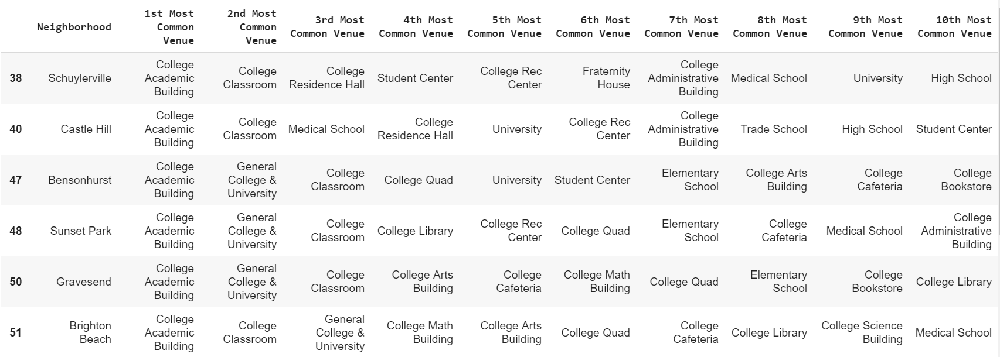 Neighborhood 1st Most Common Venue 2nd Most Common Venue 3rd Most Common Venue 4th Most Common Venue 5th Most Common Venue 6th Most Common Venue 7th Most Common Venue 8th Most Common Venue 9th Most Common Venue 10th Most Common Venue
38 Schuylerville College Academic Building College Classroom College Residence Hall Student Center College Rec Center Fraternity House College Administrative Building Medical School University High School
40 Castle Hill College Academic Building College Classroom Medical School College Residence Hall University College Rec Center College Administrative Building Trade School High School Student Center
47 Bensonhurst College Academic Building General College & University College Classroom College Quad University Student Center Elementary School College Arts Building College Cafeteria College Bookstore
48 Sunset Park College Academic Building General College & University College Classroom College Library College Rec Center College Quad Elementary School College Cafeteria Medical School College Administrative Building
50 Gravesend College Academic Building General College & University College Classroom College Arts Building College Cafeteria College Math Building College Quad Elementary School College Bookstore College Library
51 Brighton Beach College Academic Building College Classroom General College & University College Math Building College Arts Building College Quad College Cafeteria College Library College Science Building Medical School